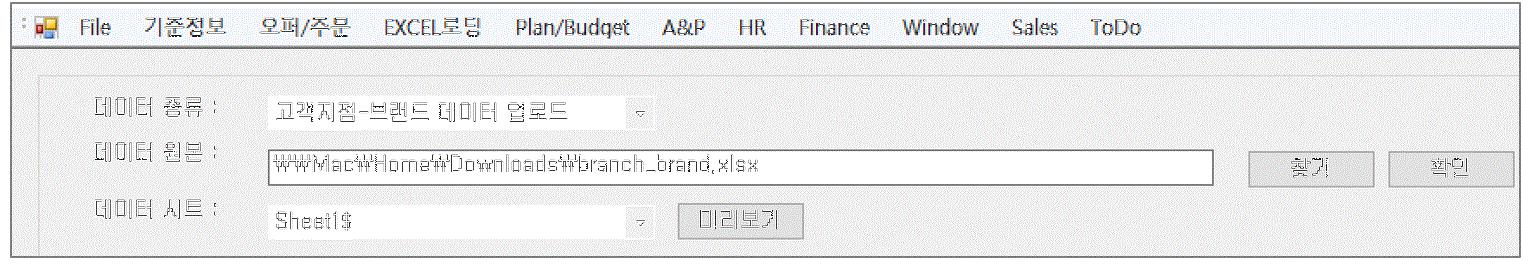 File 기준정보 오퍼/주문 EXCEL로딩 Plan/Budget A&P HR Finance Window Sales ToDo
데이터 종류 : 고객지점-브랜드 데이터 업로드
데이터 원본 : ₩₩Mac₩Home₩Downloads₩branch_brand.xlsx 찾기 확인
데이터 시트 : Sheet1$ 미리보기